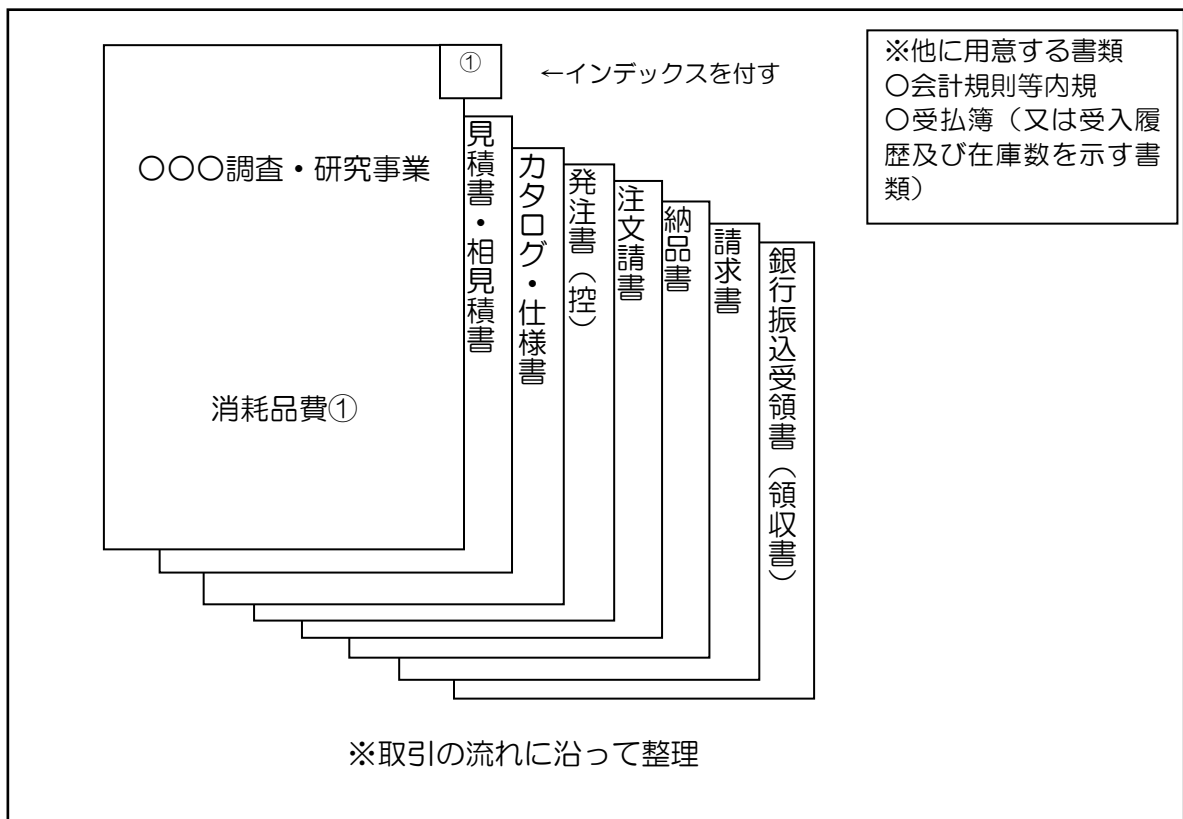 ①
←インデックスを付す
〇〇〇調査・研究事業
消耗品費①
見積書・相見積書
カタログ・仕様書
発注書（控）
注文請書
納品書
請求書
銀行振込受領書（領収書）
※他に用意する書類
〇会計規則等内規
〇受払簿（又は受入履
歴及び在庫数を示す書
類）
※取引の流れに沿って整理